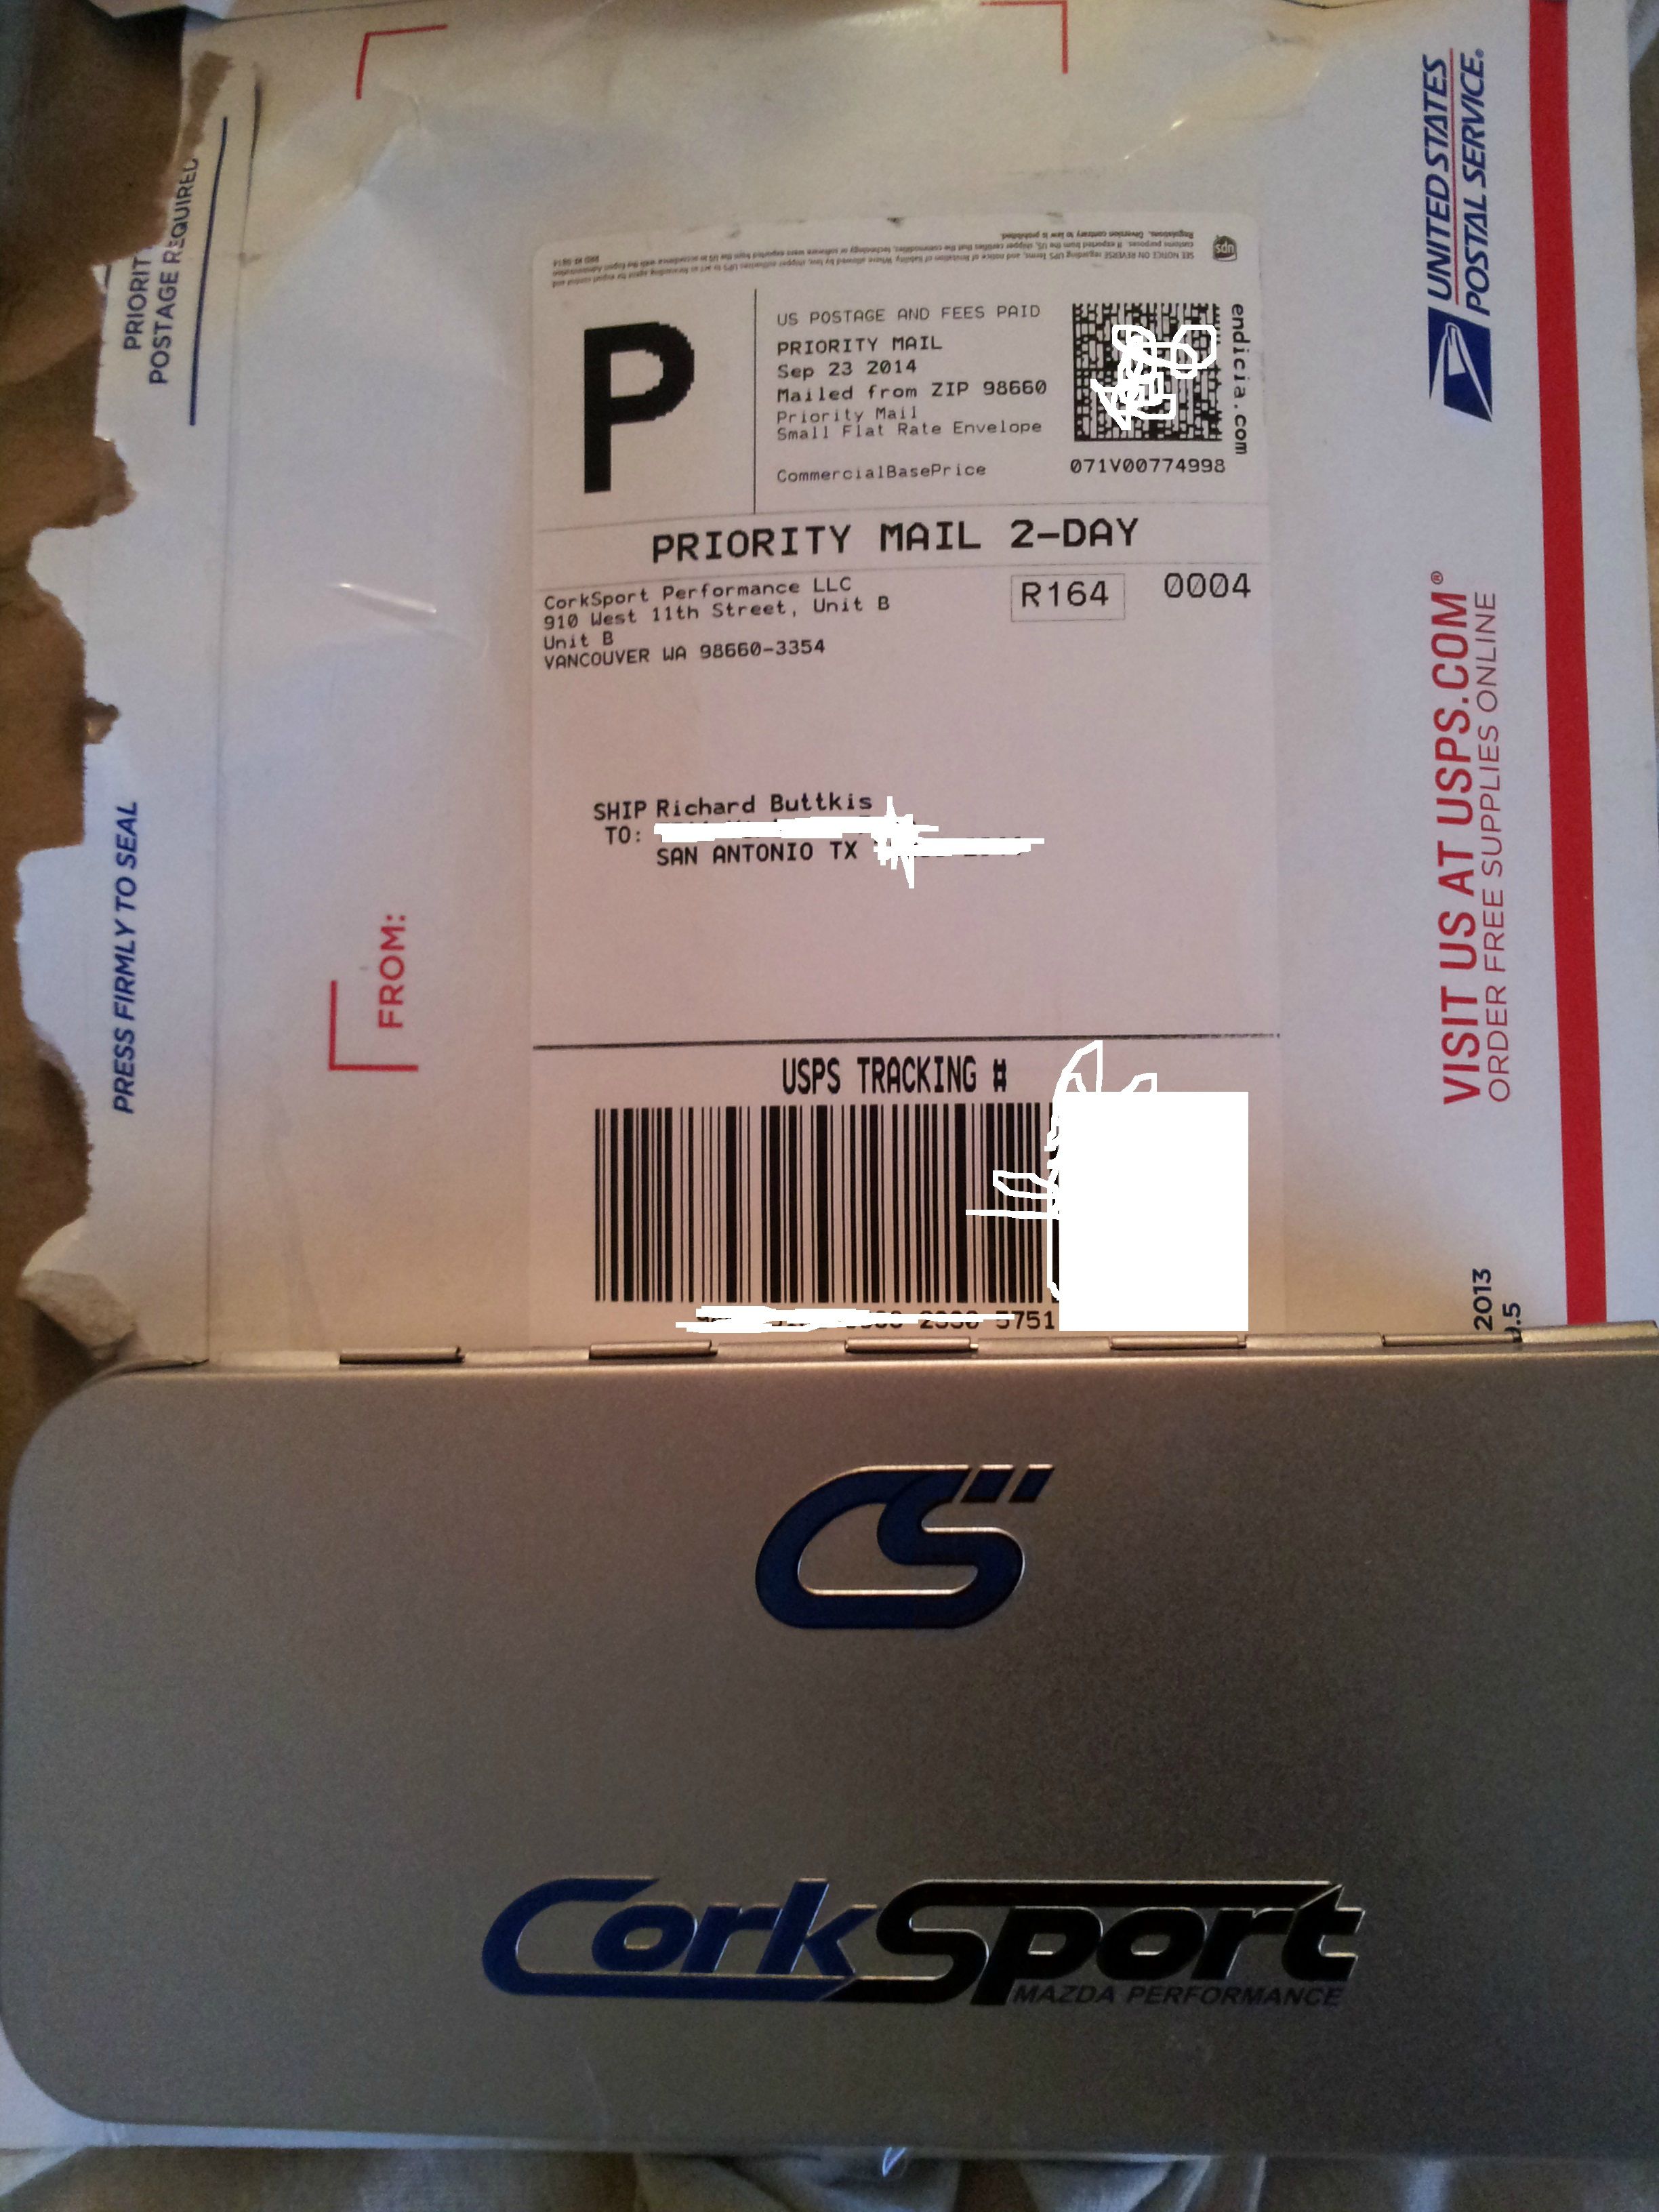 PRIORIT
POSTAGE REQUIRED
PRESS FIRMLY TO SEAL
FROM:
UNITED STATES
POSTAL SERVICE®
VISIT US AT USPS.COM®
ORDER FREE SUPPLIES ONLINE
2013
ups
P
US POSTAGE AND FEES PAID
PRIORITY MAIL
Sep 23 2014
Mailed from ZIP 98660
Priority Mail
Small Flat Rate Envelope
CommercialBasePrice
endicia.com
071V00774998
PRIORITY MAIL 2-DAY
CorkSport Performance LLC
910 West 11th Street, Unit B
Unit B
VANCOUVER WA 98660-3354
R164
0004
SHIP TO:
Richard Buttkis
SAN ANTONIO TX
USPS TRACKING #
5751
CS
CorkSport
MAZDA PERFORMANCE